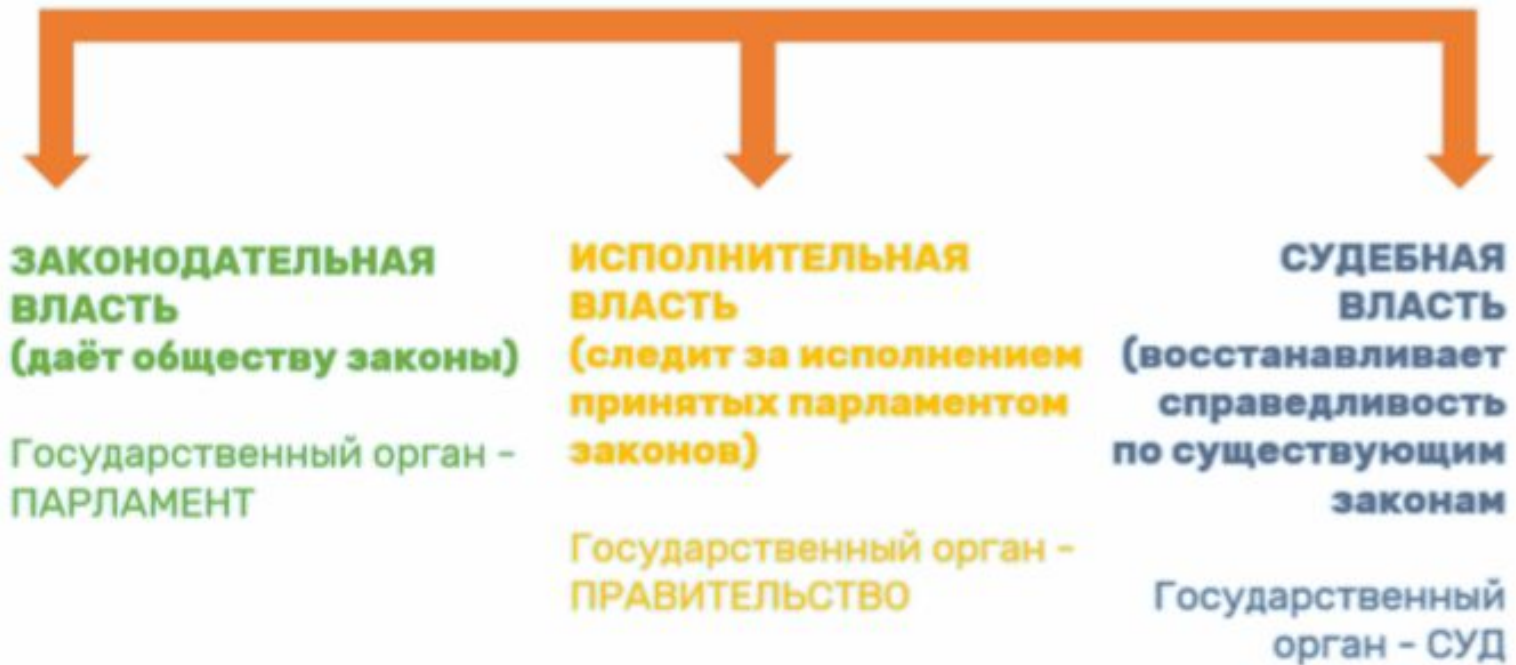 ЗАКОНОДАТЕЛЬНАЯ
ВЛАСТЬ
(даёт обществу законы)
Государственный орган –
ПАРЛАМЕНТ
ИСПОЛНИТЕЛЬНАЯ
ВЛАСТЬ
(следит за исполнением
принятых парламентом
законов)
Государственный орган –
ПРАВИТЕЛЬСТВО
СУДЕБНАЯ
ВЛАСТЬ
(восстанавливает
справедливость
по существующим
законам
Государственный
орган – СУД